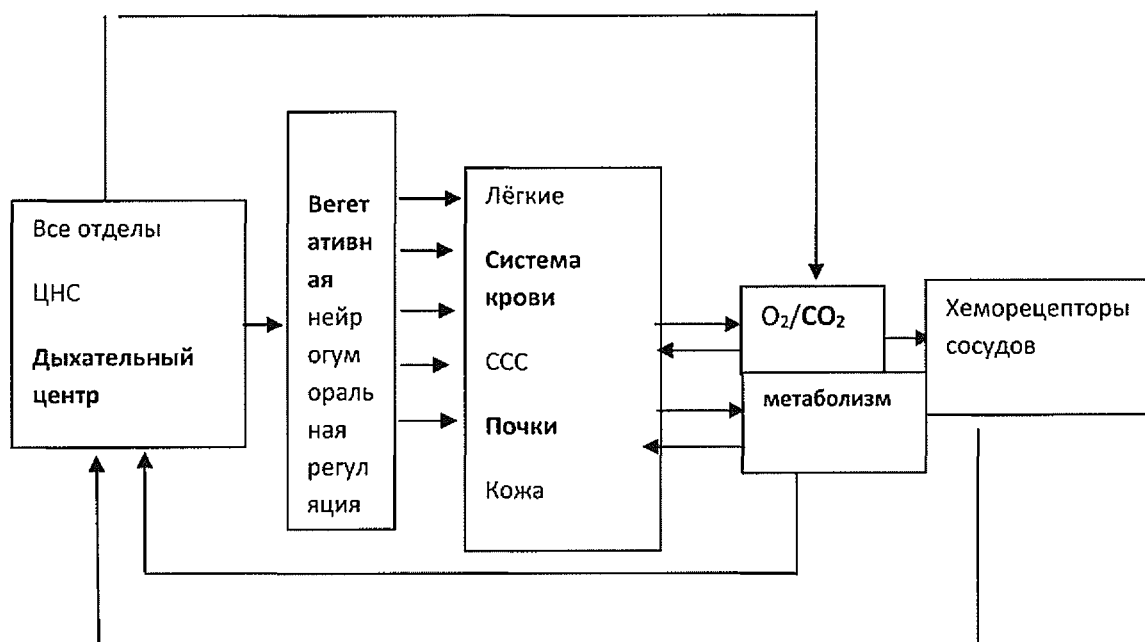 Все отделы
ЦНС
Дыхательный
центр
Вегет
ативн
ая
нейр
огум
ораль
ная
регул
яция
Лёгкие
Система
крови
ССС
Почки
Кожа
O₂/CO₂
метаболизм
Хеморецепторы
сосудов